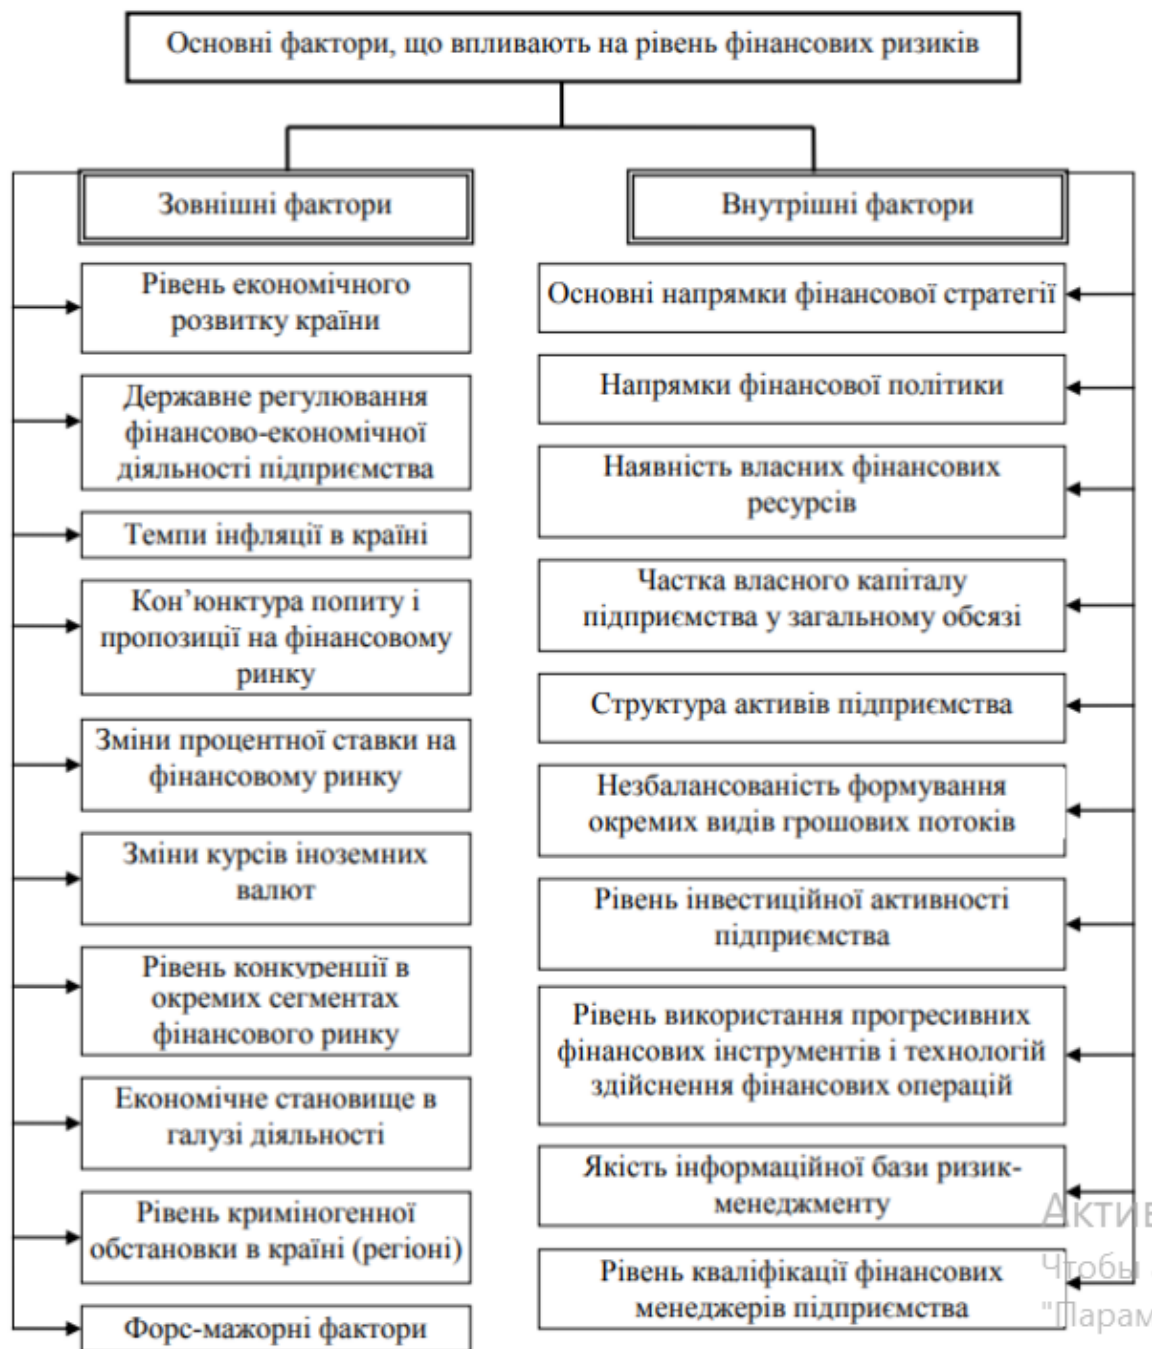 Основні фактори, що впливають на рівень фінансових ризиків
Зовнішні фактори
Рівень економічного
розвитку країни
Державне регулювання
фінансово-економічної
діяльності підприємства
Темпи інфляції в країні
Кон’юнктура попиту і
пропозиції на фінансовому
ринку
Зміни процентної ставки на
фінансовому ринку
Зміни курсів іноземних
валют
Рівень конкуренції в
окремих сегментах
фінансового ринку
Економічне становище в
галузі діяльності
Рівень криміногенної
обстановки в країні (регіоні)
Форс-мажорні фактори
Внутрішні фактори
Основні напрямки фінансової стратегії
Напрямки фінансової політики
Наявність власних фінансових
ресурсів
Частка власного капіталу
підприємства у загальному обсязі
Структура активів підприємства
Незбалансованість формування
окремих видів грошових потоків
Рівень інвестиційної активності
підприємства
Рівень використання прогресивних
фінансових інструментів і технологій
здійснення фінансових операцій
Якість інформаційної бази ризик-
менеджменту
Рівень кваліфікації фінансових
менеджерів підприємства
Актив
Чтобы
"Парам